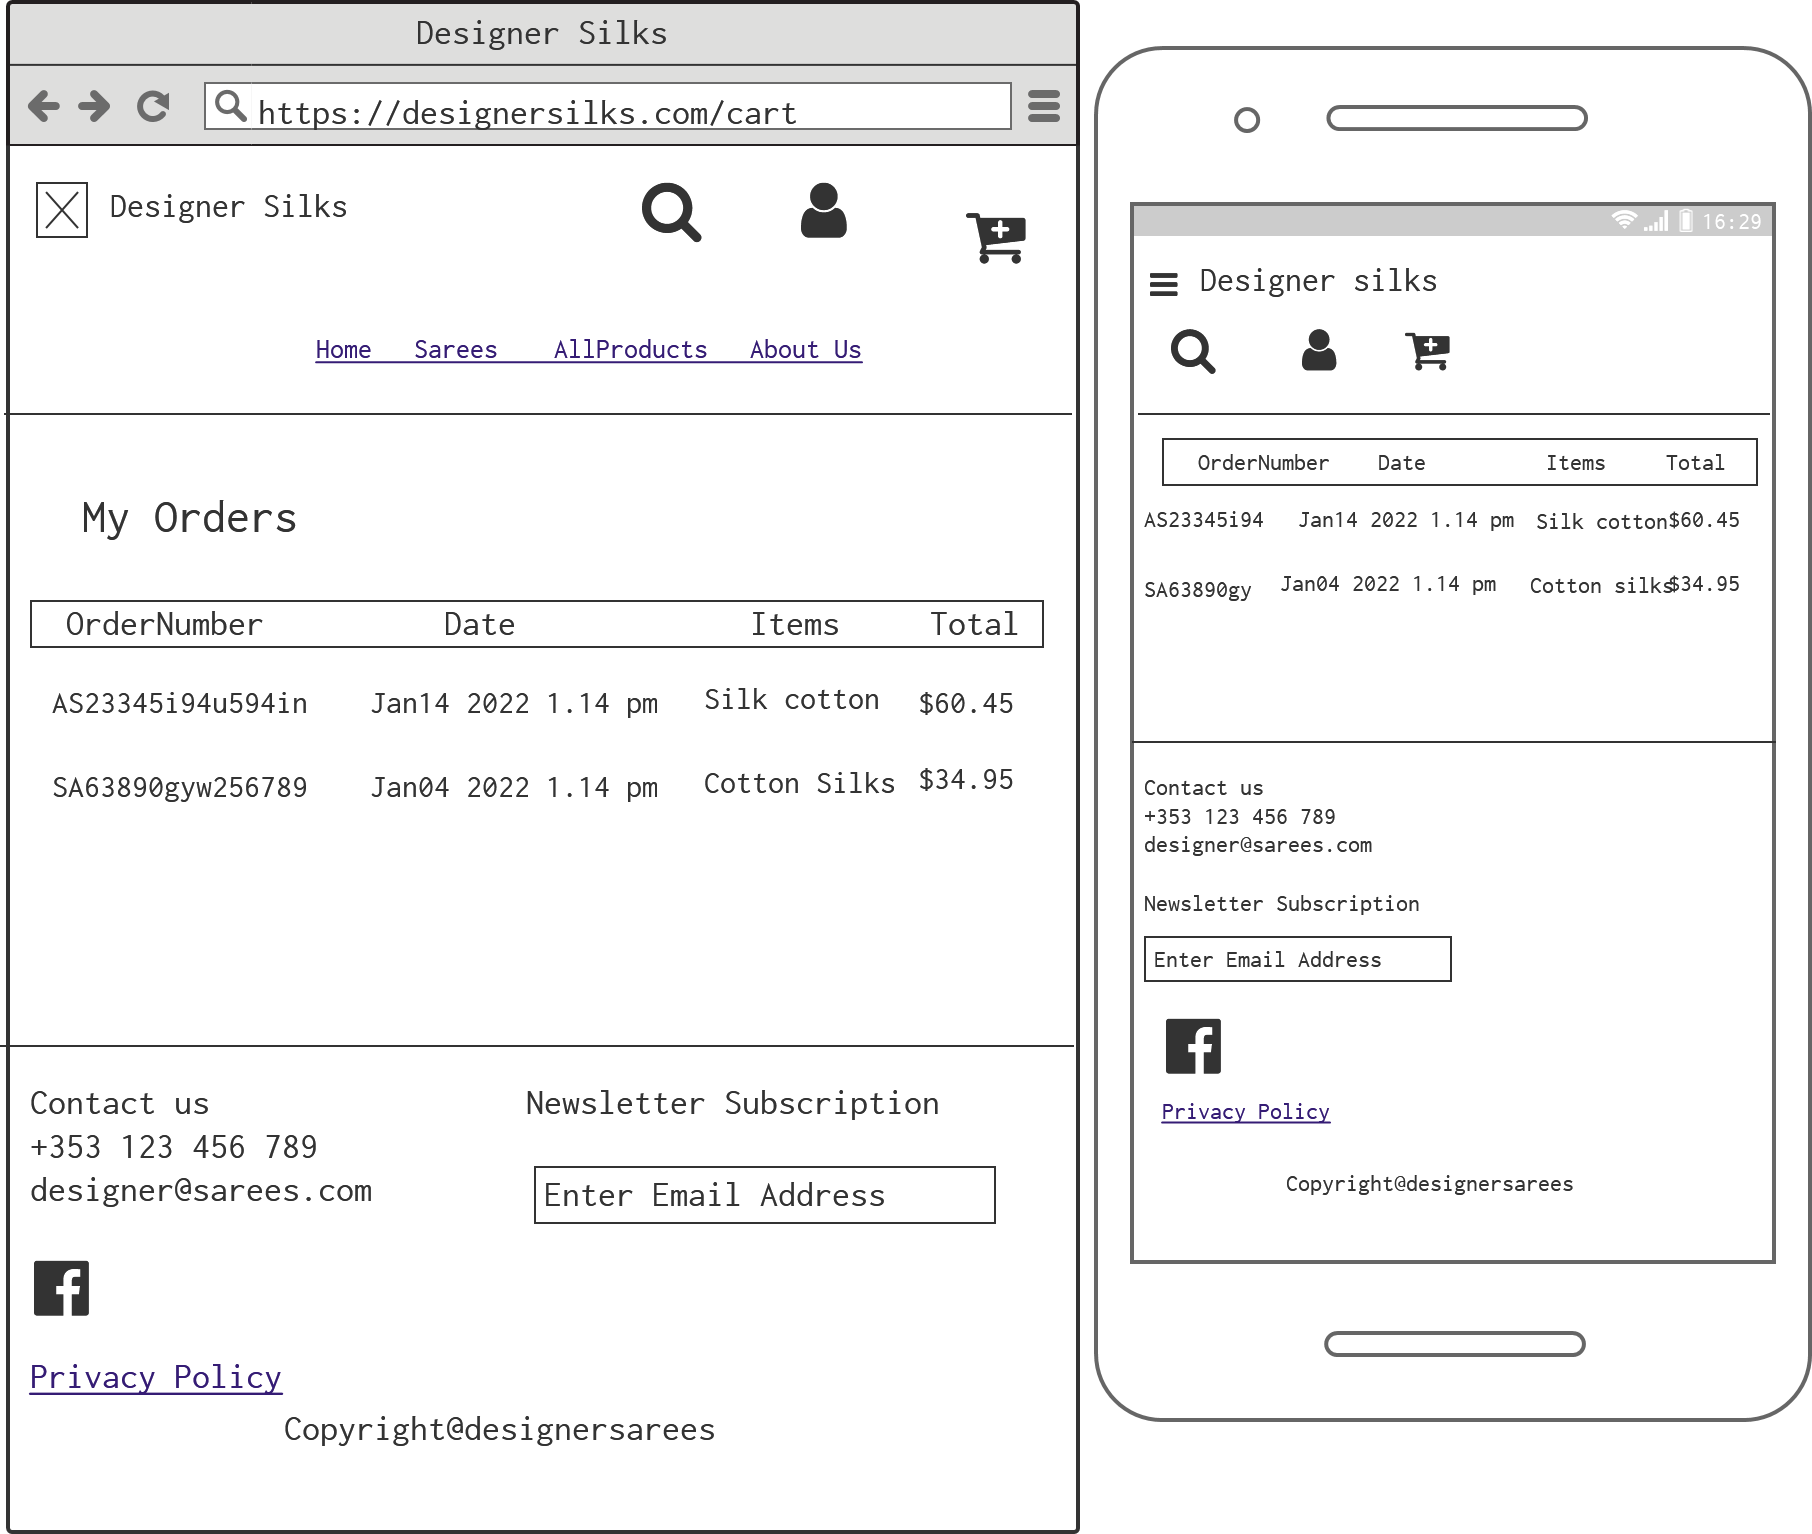 Designer Silks
https://designersilks.com/cart
Designer Silks
Home Sarees AllProducts About Us
My Orders
OrderNumber Date Items Total
AS23345i94u594in Jan14 2022 1.14 pm Silk cotton $60.45
SA63890gyw256789 Jan04 2022 1.14 pm Cotton Silks $34.95
Contact us
+353 123 456 789
designer@sarees.com
Newsletter Subscription
Enter Email Address
Privacy Policy
Copyright@designersarees
16:29
Designer silks
OrderNumber Date Items Total
AS23345i94 Jan14 2022 1.14 pm Silk cotton $60.45
SA63890gy Jan04 2022 1.14 pm Cotton silks $34.95
Contact us
+353 123 456 789
designer@sarees.com
Newsletter Subscription
Enter Email Address
Privacy Policy
Copyright@designersarees